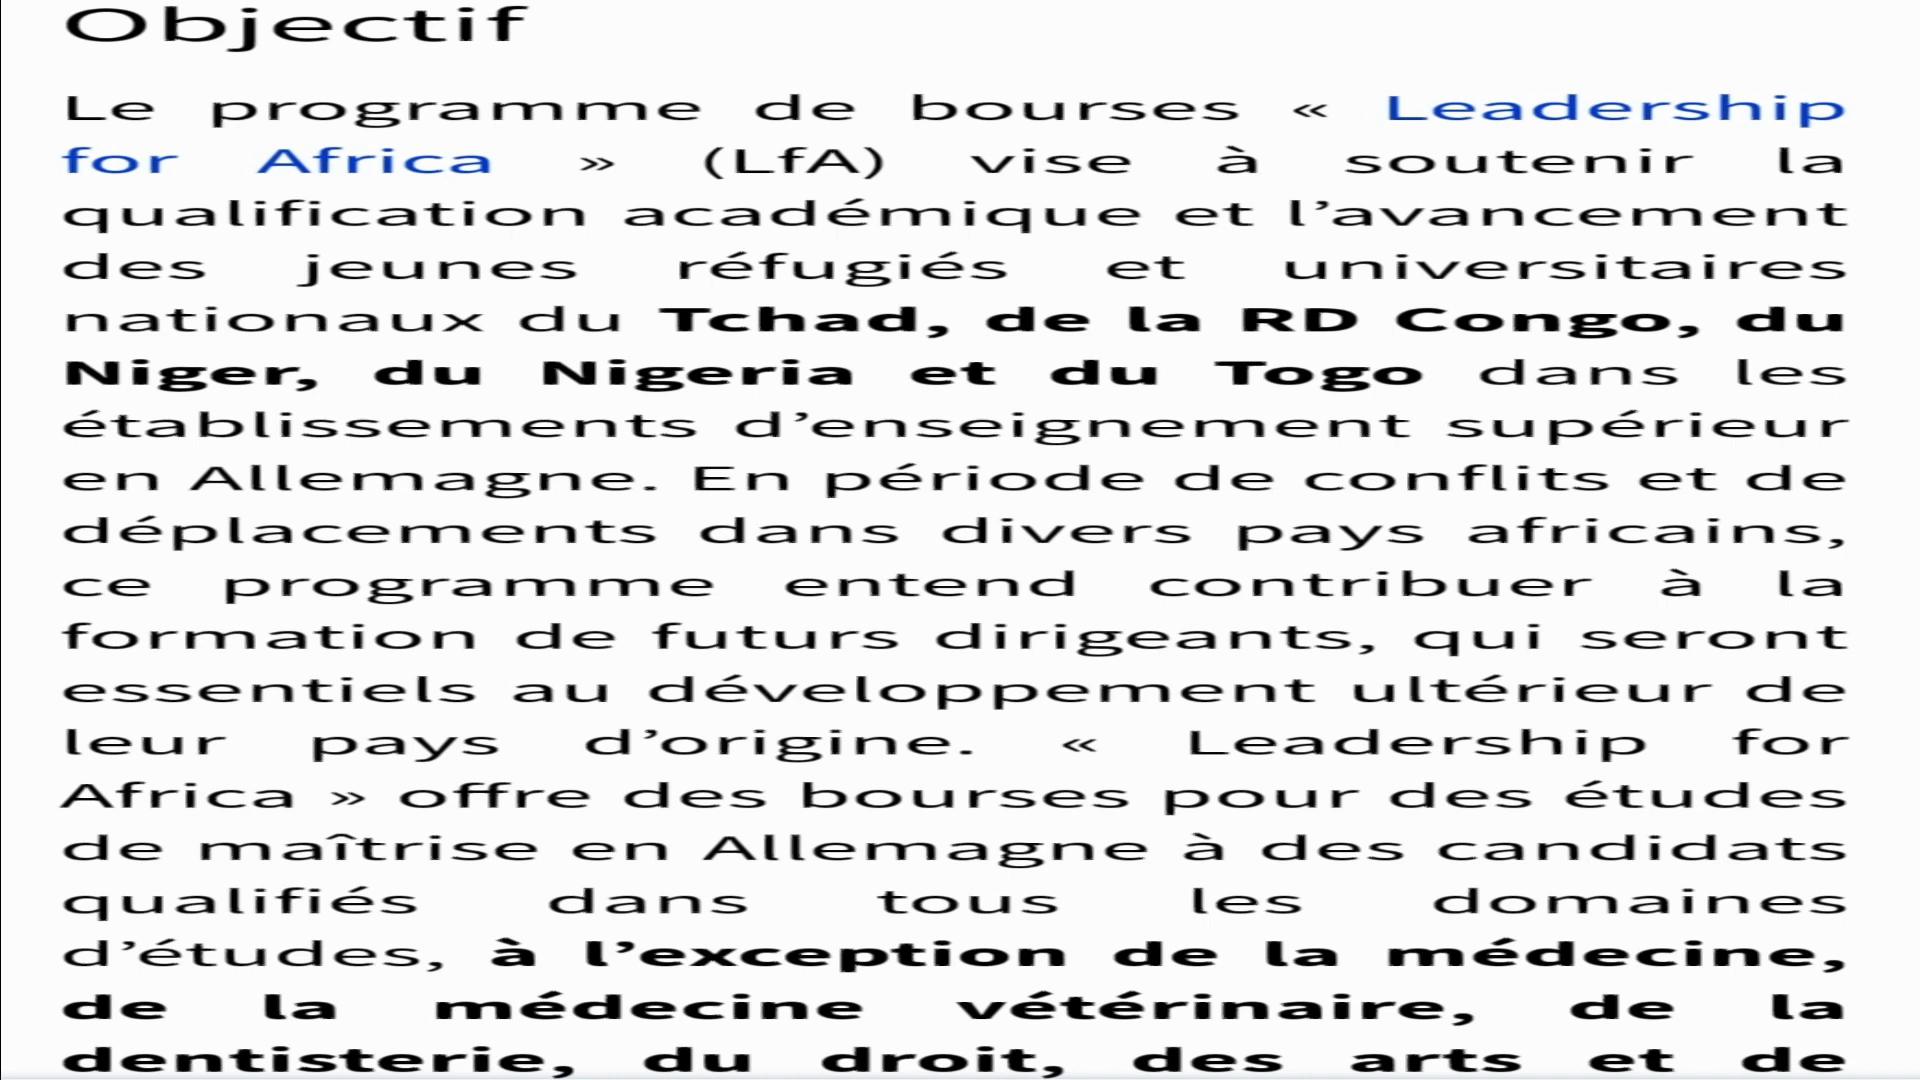 Objectif
Le programme de bourses « Leadership
for Africa » (LfA) vise à soutenir la
qualification académique et l’avancement
des jeunes réfugiés et universitaires
nationaux du Tchad, de la RD Congo, du
Niger, du Nigeria et du Togo dans les
établissements d’enseignement supérieur
en Allemagne. En période de conflits et de
déplacements dans divers pays africains,
ce programme entend contribuer à la
formation de futurs dirigeants, qui seront
essentiels au développement ultérieur de
leur pays d’origine. « Leadership for
Africa » offre des bourses pour des études
de maîtrise en Allemagne à des candidats
qualifiés dans tous les domaines
d’études, à l’exception de la médecine,
de la médecine vétérinaire, de la
dentisterie, du droit, des arts et de